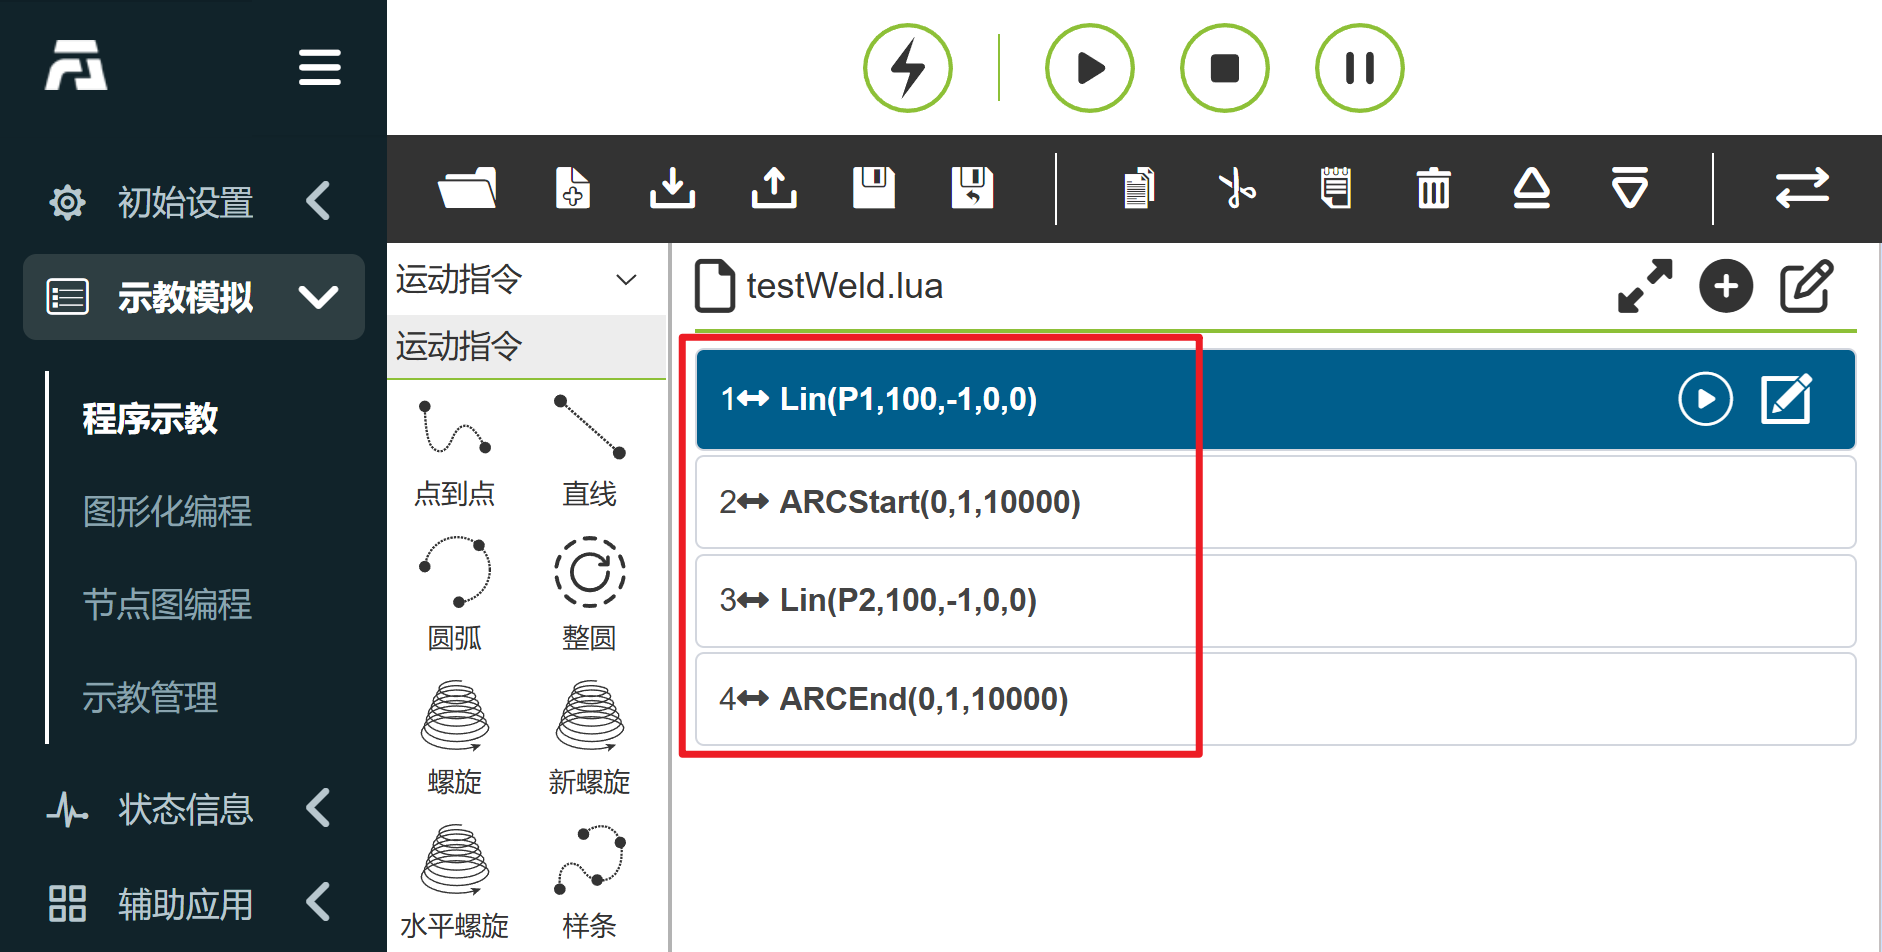 初始设置
示教模拟
程序示教
图形化编程
节点图编程
示教管理
状态信息
辅助应用
运动指令
运动指令
点到点
直线
圆弧
整圆
螺旋
新螺旋
水平螺旋
样条
testWeld.lua
1 Lin(P1,100,-1,0,0)
2 ARCStart(0,1,10000)
3 Lin(P2,100,-1,0,0)
4 ARCEnd(0,1,10000)